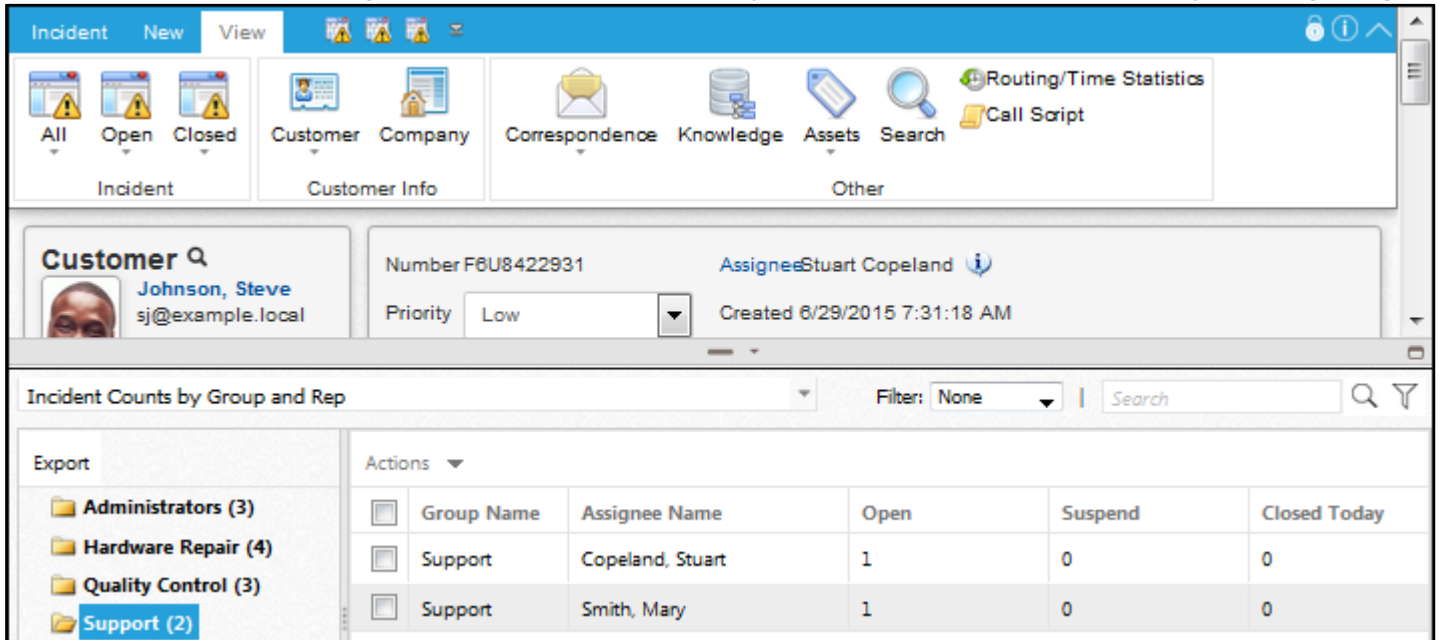 Incident New View
All Open Closed Customer Company Correspondence Knowledge Assets Search Routing/Time Statistics
Call Script
Incident Customer Info Other
Customer
Johnson, Steve
sj@example.local
Number F6U8422931 Assignee Stuart Copeland
Priority Low Created 6/29/2015 7:31:18 AM
Incident Counts by Group and Rep Filter: None Search
Export Actions
Administrators (3)
Hardware Repair (4)
Quality Control (3)
Support (2)
Group Name Assignee Name Open Suspend Closed Today
Support Copeland, Stuart 1 0 0
Support Smith, Mary 1 0 0